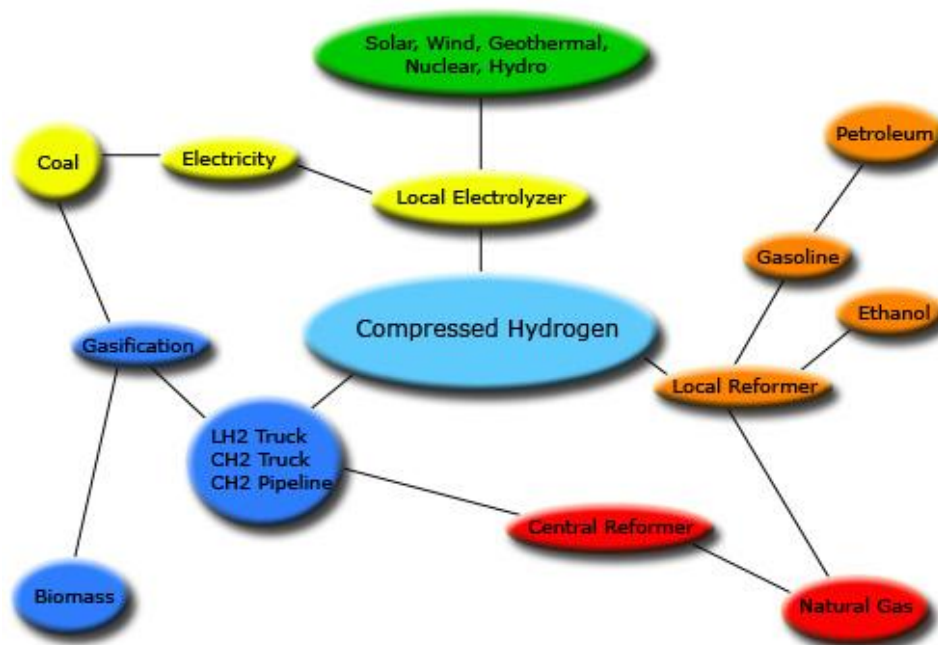 Solar, Wind, Geothermal,
Nuclear, Hydro
Petroleum
Coal
Electricity
Local Electrolyzer
Gasoline
Ethanol
Compressed Hydrogen
Gasification
Local Reformer
LH2 Truck
CH2 Truck
CH2 Pipeline
Central Reformer
Biomass
Natural Gas